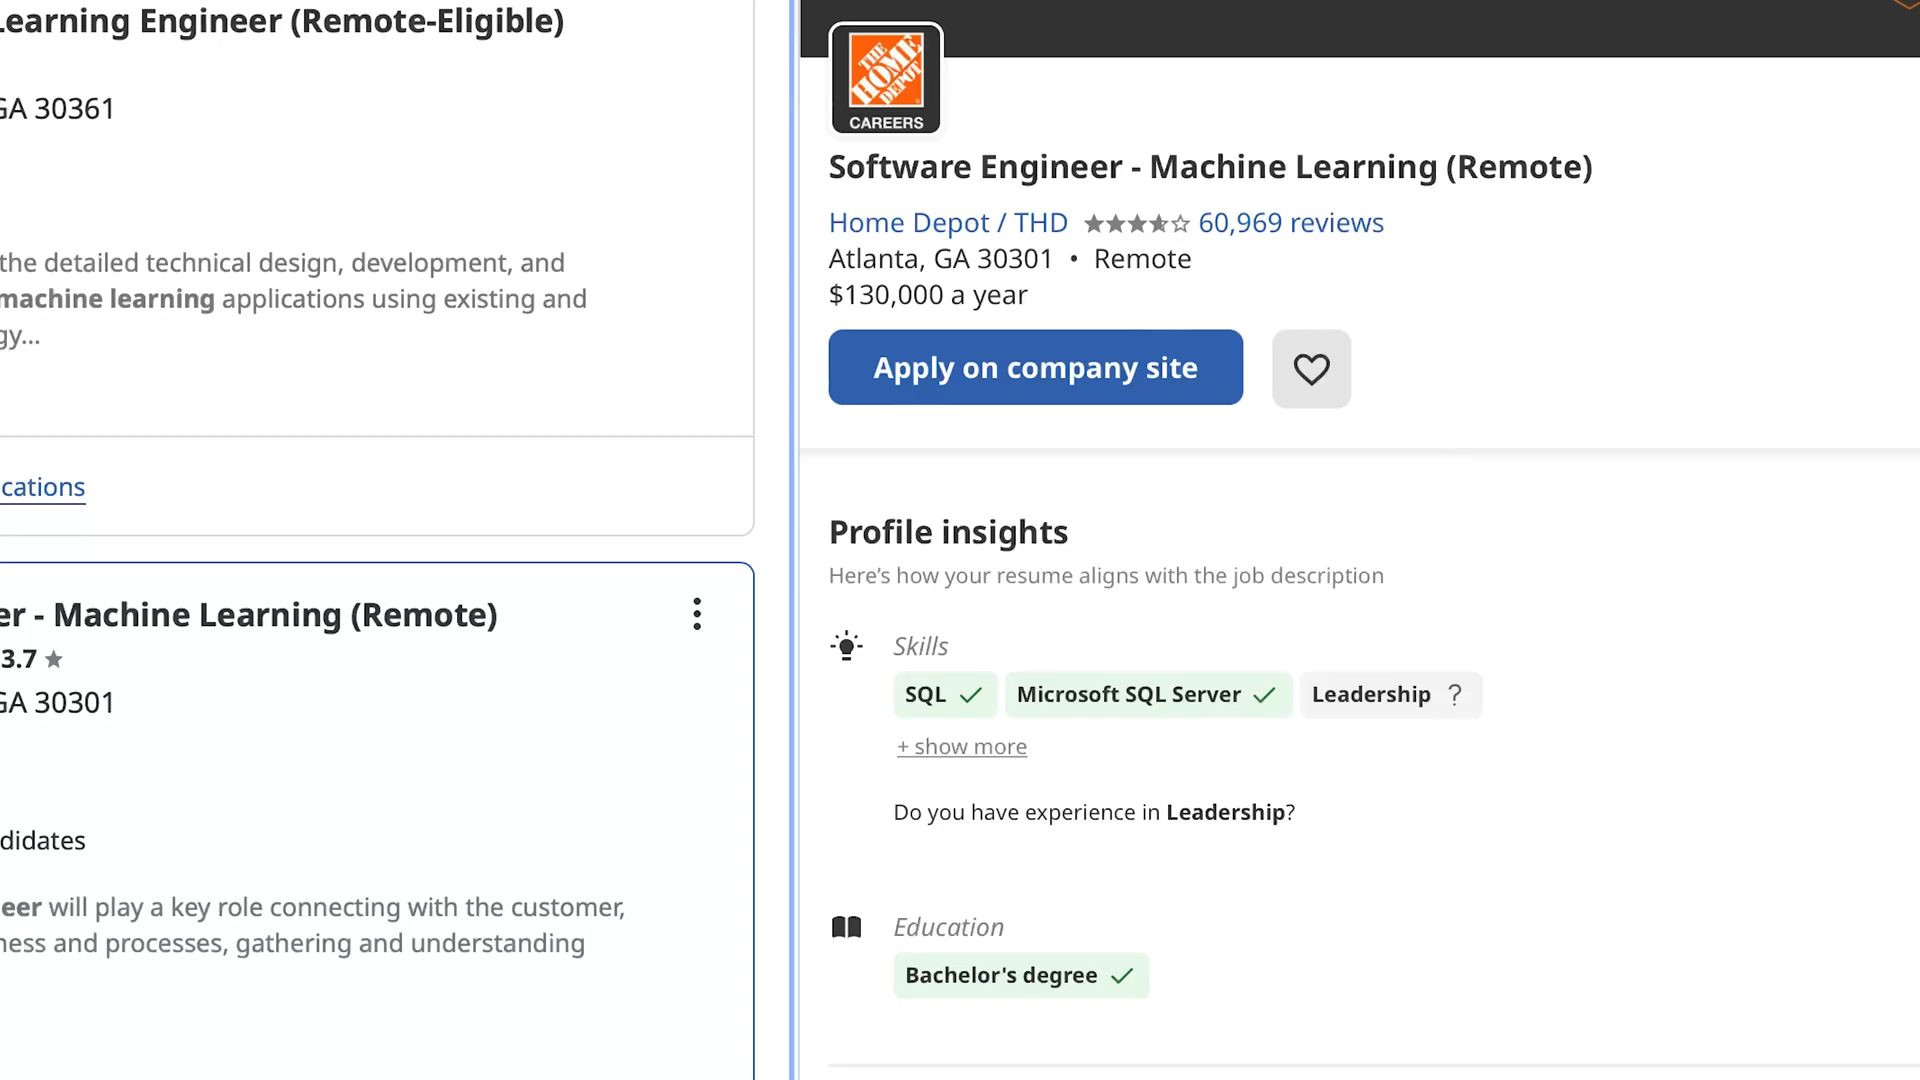 Learning Engineer (Remote-Eligible)
GA 30361
the detailed technical design, development, and
machine learning applications using existing and
gy...
cations
er - Machine Learning (Remote)
3.7
GA 30301
didates
eer will play a key role connecting with the customer,
ness and processes, gathering and understanding
THE
HOME
DEPOT
CAREERS
Software Engineer - Machine Learning (Remote)
Home Depot / THD 60,969 reviews
Atlanta, GA 30301 • Remote
$130,000 a year
Apply on company site
Profile insights
Here's how your resume aligns with the job description
Skills
SQL Microsoft SQL Server Leadership ?
+ show more
Do you have experience in Leadership?
Education
Bachelor's degree